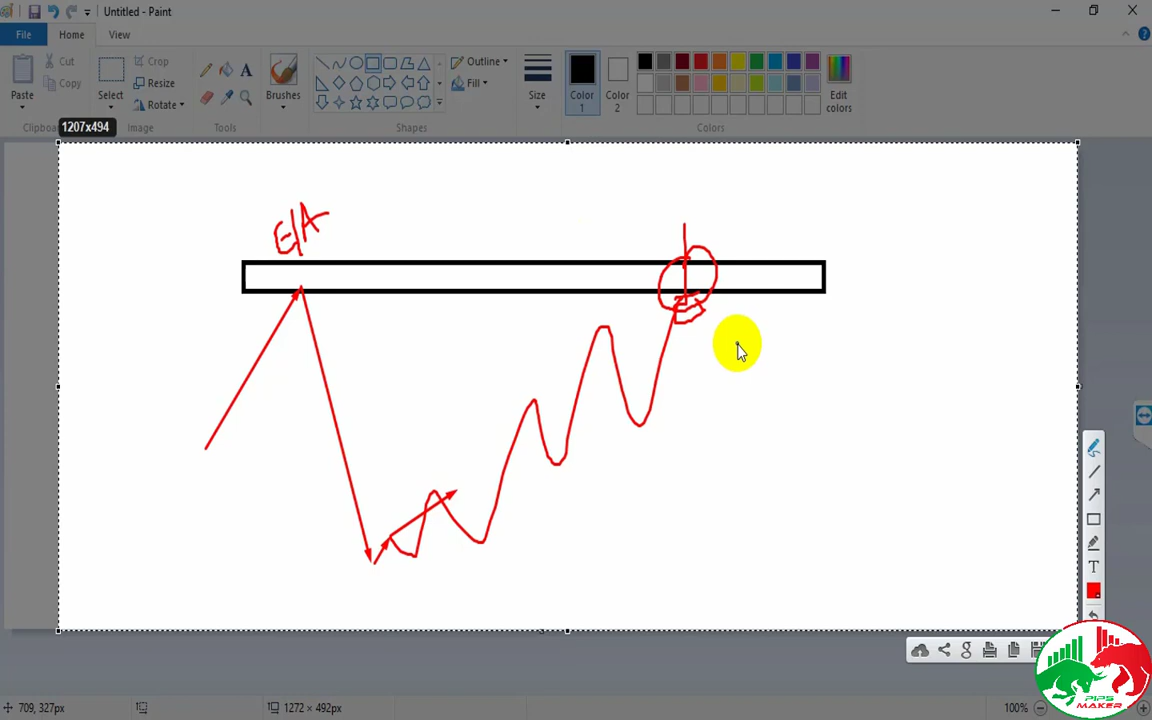 Untitled - Paint
File
Home
View
Paste
Cut
Copy
Clipb
Select
Crop
Resize
Rotate
Image
Brushes
Tools
Outline
Fill
Shapes
Size
Color 1
Color 2
Edit colors
Colors
1207x494
E/A
T
g
709, 327px
1272 × 492px
100%
PIPS MAKER